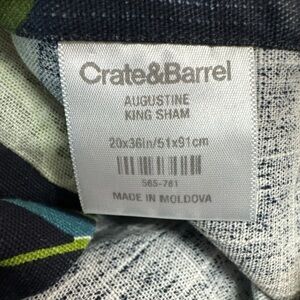 Crate&Barrel
AUGUSTINE
KING SHAM
20x36in/51x91cm
565-761
MADE IN MOLDOVA